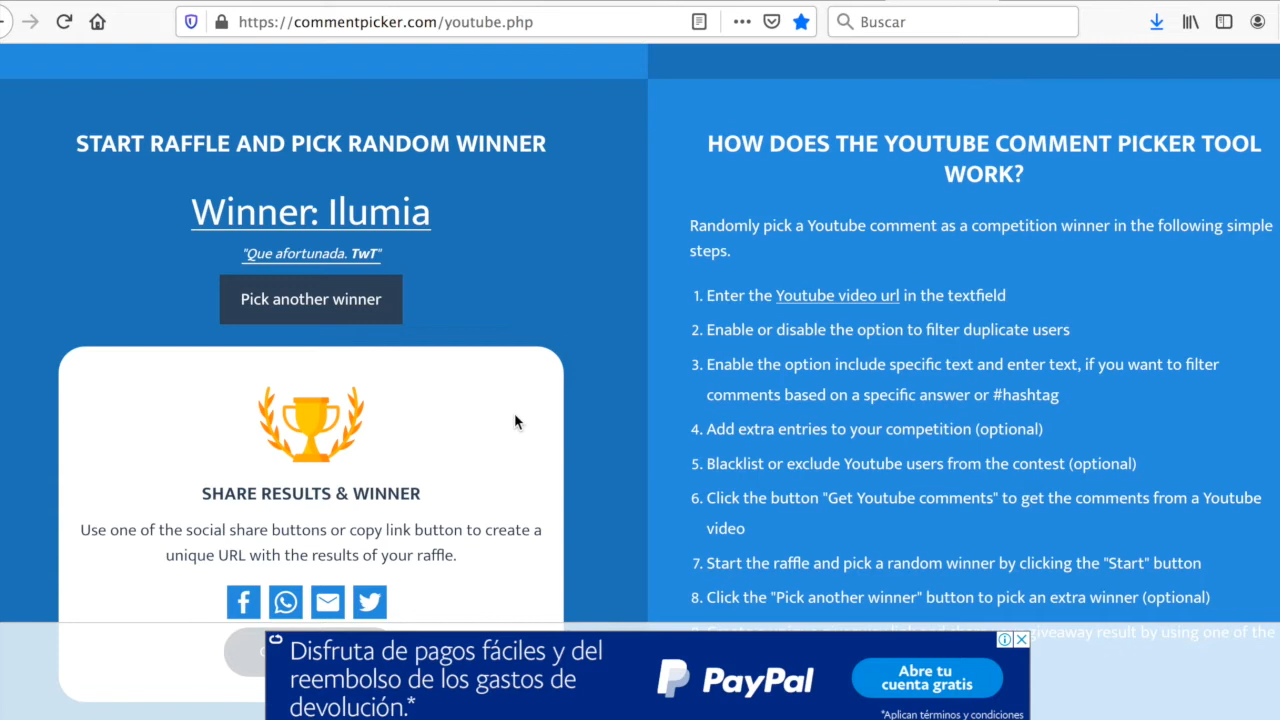 https://commentpicker.com/youtube.php
Buscar
START RAFFLE AND PICK RANDOM WINNER
Winner: Ilumia
"Que afortunada. TwT"
Pick another winner
SHARE RESULTS & WINNER
Use one of the social share buttons or copy link button to create a
unique URL with the results of your raffle.
HOW DOES THE YOUTUBE COMMENT PICKER TOOL
WORK?
Randomly pick a Youtube comment as a competition winner in the following simple
steps.
1. Enter the Youtube video url in the textfield
2. Enable or disable the option to filter duplicate users
3. Enable the option include specific text and enter text, if you want to filter
comments based on a specific answer or #hashtag
4. Add extra entries to your competition (optional)
5. Blacklist or exclude Youtube users from the contest (optional)
6. Click the button "Get Youtube comments" to get the comments from a Youtube
video
7. Start the raffle and pick a random winner by clicking the "Start" button
8. Click the "Pick another winner" button to pick an extra winner (optional)
giveaway result by using one of the
Disfruta de pagos fáciles y del
reembolso de los gastos de
devolución.*
PayPal
Abre tu
cuenta gratis
*Aplican términos y condiciones